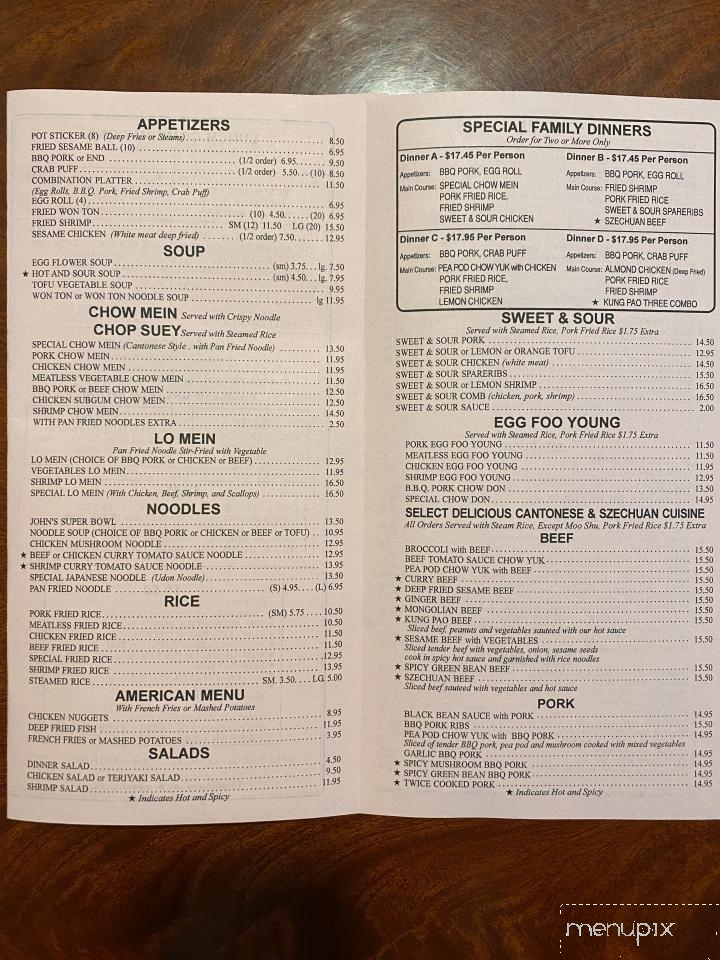 APPETIZERS
POT STICKER (8) (Deep Fries or Steams) 8.50
FRIED SESAME BALL (10) 6.95
BBQ PORK or END (1/2 order) 6.95 9.50
CRAB PUFF (1/2 order) 5.50 (10) 8.50
COMBINATION PLATTER 11.50
(Egg Rolls, B.B.Q. Pork, Fried Shrimp, Crab Puff)
EGG ROLL (4) 6.95
FRIED WON TON (10) 4.50 (20) 6.95
FRIED SHRIMP SM (12) 11.50 LG (20) 15.50
SESAME CHICKEN (White meat deep fried) (1/2 order) 7.50 12.95
SOUP
EGG FLOWER SOUP (sm) 3.75 lg. 7.50
★ HOT AND SOUR SOUP (sm) 4.50 lg. 7.95
TOFU VEGETABLE SOUP 9.95
WON TON or WON TON NOODLE SOUP lg 11.95
CHOW MEIN Served with Crispy Noodle
CHOP SUEY Served with Steamed Rice
SPECIAL CHOW MEIN (Cantonese Style, with Pan Fried Noodle) 13.50
PORK CHOW MEIN 11.95
CHICKEN CHOW MEIN 11.95
MEATLESS VEGETABLE CHOW MEIN 11.50
BBQ PORK or BEEF CHOW MEIN 12.50
CHICKEN SUBGUM CHOW MEIN 12.50
SHRIMP CHOW MEIN 14.50
WITH PAN FRIED NOODLES EXTRA 2.50
LO MEIN
Pan Fried Noodle Stir-Fried with Vegetable
LO MEIN (CHOICE OF BBQ PORK or CHICKEN or BEEF) 12.95
VEGETABLES LO MEIN 11.95
SHRIMP LO MEIN 16.50
SPECIAL LO MEIN (With Chicken, Beef, Shrimp, and Scallops) 16.50
NOODLES
JOHN'S SUPER BOWL 13.50
NOODLE SOUP (CHOICE OF BBQ PORK or CHICKEN or BEEF or TOFU) 10.95
CHICKEN MUSHROOM NOODLE 12.95
★ BEEF or CHICKEN CURRY TOMATO SAUCE NOODLE 12.95
★ SHRIMP CURRY TOMATO SAUCE NOODLE 13.95
SPECIAL JAPANESE NOODLE (Udon Noodle) 13.50
PAN FRIED NOODLE (S) 4.95 (L) 6.95
RICE
PORK FRIED RICE (SM) 5.75 10.50
MEATLESS FRIED RICE 10.50
CHICKEN FRIED RICE 11.50
BEEF FRIED RICE 11.50
SPECIAL FRIED RICE 12.95
SHRIMP FRIED RICE 13.95
STEAMED RICE SM. 3.50 LG 5.00
AMERICAN MENU
With French Fries or Mashed Potatoes
CHICKEN NUGGETS 8.95
DEEP FRIED FISH 11.95
FRENCH FRIES or MASHED POTATOES 3.95
SALADS
DINNER SALAD 4.50
CHICKEN SALAD or TERIYAKI SALAD 9.50
SHRIMP SALAD 11.95
★ Indicates Hot and Spicy
SPECIAL FAMILY DINNERS
Order for Two or More Only
Dinner A - $17.45 Per Person
Appetizers: BBQ PORK, EGG ROLL
Main Course: SPECIAL CHOW MEIN
PORK FRIED RICE,
FRIED SHRIMP
SWEET & SOUR CHICKEN
Dinner B - $17.45 Per Person
Appetizers: BBQ PORK, EGG ROLL
Main Course: FRIED SHRIMP
PORK FRIED RICE
SWEET & SOUR SPARERIBS
★ SZECHUAN BEEF
Dinner C - $17.95 Per Person
Appetizers: BBQ PORK, CRAB PUFF
Main Course: PEA POD CHOW YUK with CHICKEN
PORK FRIED RICE,
FRIED SHRIMP
LEMON CHICKEN
Dinner D - $17.95 Per Person
Appetizers: BBQ PORK, CRAB PUFF
Main Course: ALMOND CHICKEN (Deep Fried)
PORK FRIED RICE
FRIED SHRIMP
★ KUNG PAO THREE COMBO
SWEET & SOUR
Served with Steamed Rice, Pork Fried Rice $1.75 Extra
SWEET & SOUR PORK 14.50
SWEET & SOUR or LEMON or ORANGE TOFU 12.95
SWEET & SOUR CHICKEN (white meat) 14.50
SWEET & SOUR SPARERIBS 15.50
SWEET & SOUR or LEMON SHRIMP 16.50
SWEET & SOUR COMB (chicken, pork, shrimp) 16.50
SWEET & SOUR SAUCE 2.00
EGG FOO YOUNG
Served with Steamed Rice, Pork Fried Rice $1.75 Extra
PORK EGG FOO YOUNG 11.50
MEATLESS EGG FOO YOUNG 11.50
CHICKEN EGG FOO YOUNG 11.95
SHRIMP EGG FOO YOUNG 12.95
B.B.Q. PORK CHOW DON 13.50
SPECIAL CHOW DON 14.95
SELECT DELICIOUS CANTONESE & SZECHUAN CUISINE
All Orders Served with Steam Rice, Except Moo Shu, Pork Fried Rice $1.75 Extra
BEEF
BROCCOLI with BEEF 15.50
BEEF TOMATO SAUCE CHOW YUK 15.50
PEA POD CHOW YUK with BEEF 15.50
★ CURRY BEEF 15.50
★ DEEP FRIED SESAME BEEF 15.50
★ GINGER BEEF 15.50
★ MONGOLIAN BEEF 15.50
★ KUNG PAO BEEF 15.50
Sliced beef, peanuts and vegetables sauteed with our hot sauce
★ SESAME BEEF with VEGETABLES 15.50
Sliced tender beef with vegetables, onion, sesame seeds
cook in spicy hot sauce and garnished with rice noodles
★ SPICY GREEN BEAN BEEF 15.50
★ SZECHUAN BEEF 15.50
Sliced beef sauteed with vegetables and hot sauce
PORK
BLACK BEAN SAUCE with PORK 14.95
BBQ PORK RIBS 15.50
PEA POD CHOW YUK with BBQ PORK 14.95
Sliced of tender BBQ pork, pea pod and mushroom cooked with mixed vegetables
GARLIC BBQ PORK 14.95
★ SPICY MUSHROOM BBQ PORK 14.95
★ SPICY GREEN BEAN BBQ PORK 14.95
★ TWICE COOKED PORK 14.95
★ Indicates Hot and Spicy
menupix